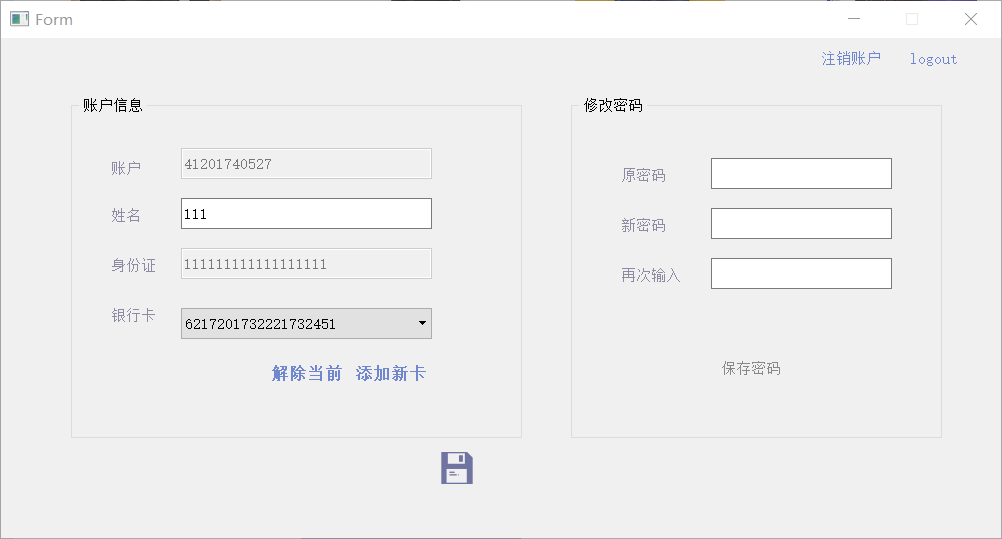 Form
注销账户 logout
账户信息
账户 41201740527
姓名 111
身份证 111111111111111111
银行卡 6217201732221732451
解除当前 添加新卡
修改密码
原密码
新密码
再次输入
保存密码